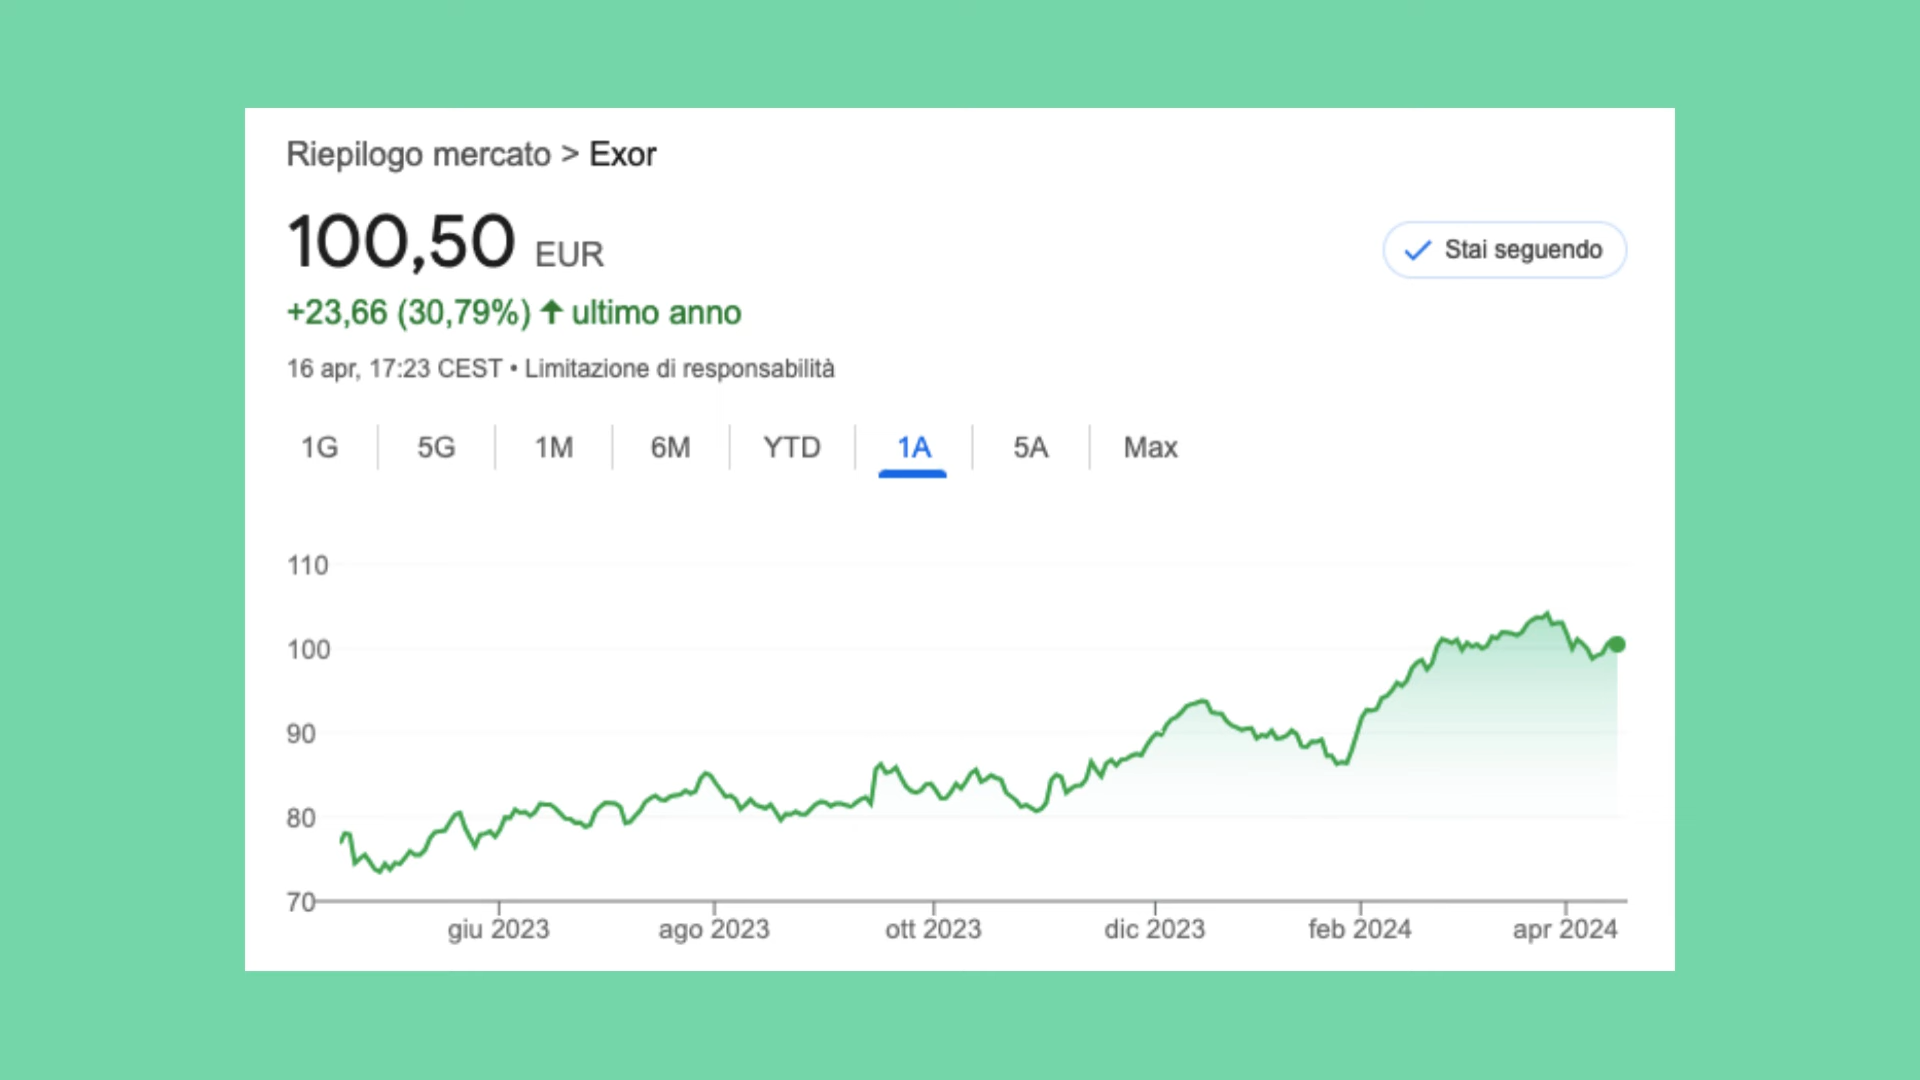 Riepilogo mercato > Exor
100,50 EUR
Stai seguendo
+23,66 (30,79%) ↑ ultimo anno
16 apr, 17:23 CEST • Limitazione di responsabilità
1G 5G 1M 6M YTD 1A 5A Max
110
100
90
80
70
giu 2023 ago 2023 ott 2023 dic 2023 feb 2024 apr 2024